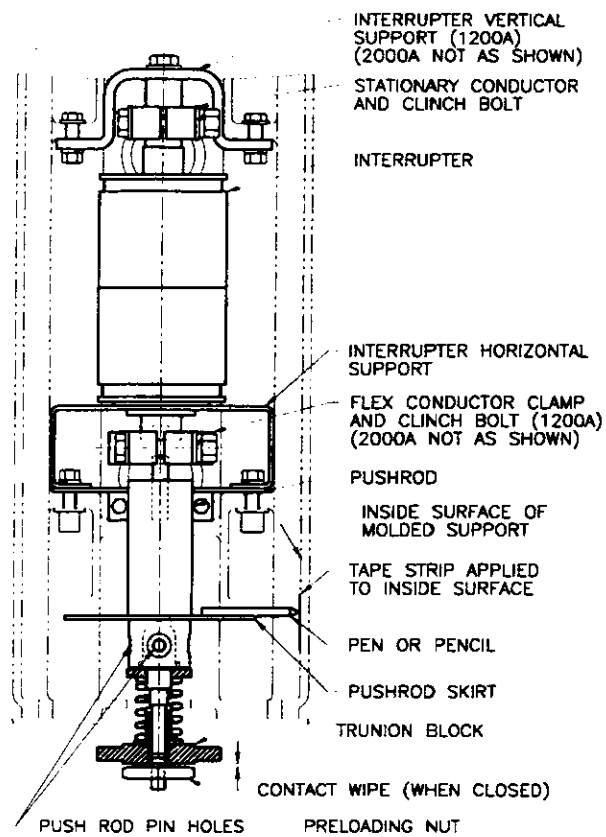 INTERRUPTER VERTICAL
SUPPORT (1200A)
(2000A NOT AS SHOWN)
STATIONARY CONDUCTOR
AND CLINCH BOLT
INTERRUPTER
INTERRUPTER HORIZONTAL
SUPPORT
FLEX CONDUCTOR CLAMP
AND CLINCH BOLT (1200A)
(2000A NOT AS SHOWN)
PUSHROD
INSIDE SURFACE OF
MOLDED SUPPORT
TAPE STRIP APPLIED
TO INSIDE SURFACE
PEN OR PENCIL
PUSHROD SKIRT
TRUNION BLOCK
CONTACT WIPE (WHEN CLOSED)
PUSH ROD PIN HOLES
PRELOADING NUT